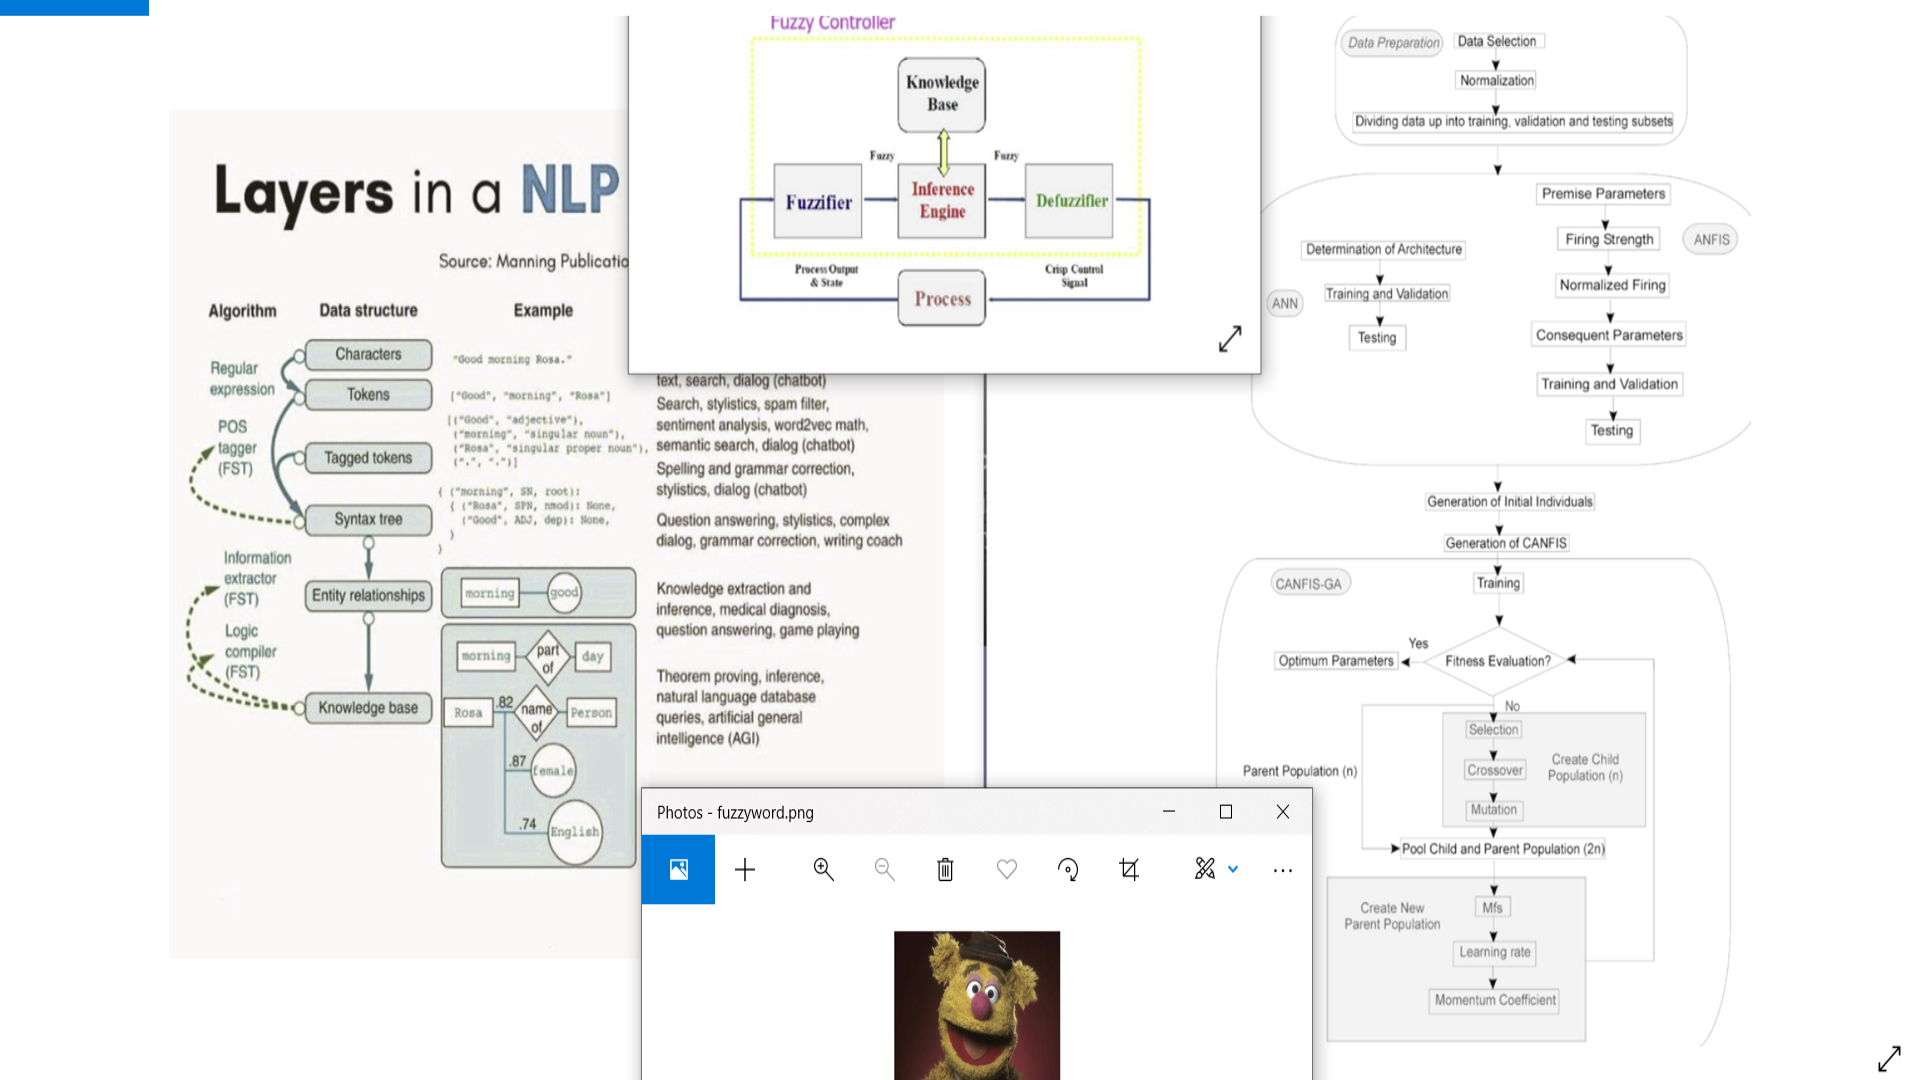 Fuzzy Controller
Knowledge
Base
Fuzzy
Fuzzy
Fuzzifier
Inference
Engine
Defuzzifier
Process Output
& State
Crisp Control
Signal
Process
Layers in a NLP
Source: Manning Publicatio
Algorithm
Data structure
Example
Regular
expression
POS
tagger
(FST)
Information
extractor
(FST)
Logic
compiler
(FST)
Characters
Tokens
Tagged tokens
Syntax tree
Entity relationships
Knowledge base
"Good morning Rosa."
["Good", "morning", "Rosa"]
[("Good", "adjective"),
("morning", "singular noun"),
("Rosa", "singular proper noun"),
(".", ".")]
{ ("morning", SN, root):
{ ("Rosa", SPN, nmod): None,
("Good", ADJ, dep): None,
}
}
morning
good
morning
part
of
day
Rosa
.82
name
of
Person
.87
female
.74
English
text, search, dialog (chatbot)
Search, stylistics, spam filter,
sentiment analysis, word2vec math,
semantic search, dialog (chatbot)
Spelling and grammar correction,
stylistics, dialog (chatbot)
Question answering, stylistics, complex
dialog, grammar correction, writing coach
Knowledge extraction and
inference, medical diagnosis,
question answering, game playing
Theorem proving, inference,
natural language database
queries, artificial general
intelligence (AGI)
Photos - fuzzyword.png
Data Preparation
Data Selection
Normalization
Dividing data up into training, validation and testing subsets
Determination of Architecture
ANN
Training and Validation
Testing
Premise Parameters
Firing Strength
ANFIS
Normalized Firing
Consequent Parameters
Training and Validation
Testing
Generation of Initial Individuals
Generation of CANFIS
CANFIS-GA
Training
Yes
Optimum Parameters
Fitness Evaluation?
No
Selection
Crossover
Mutation
Create Child
Population (n)
Parent Population (n)
Pool Child and Parent Population (2n)
Create New
Parent Population
Mfs
Learning rate
Momentum Coefficient